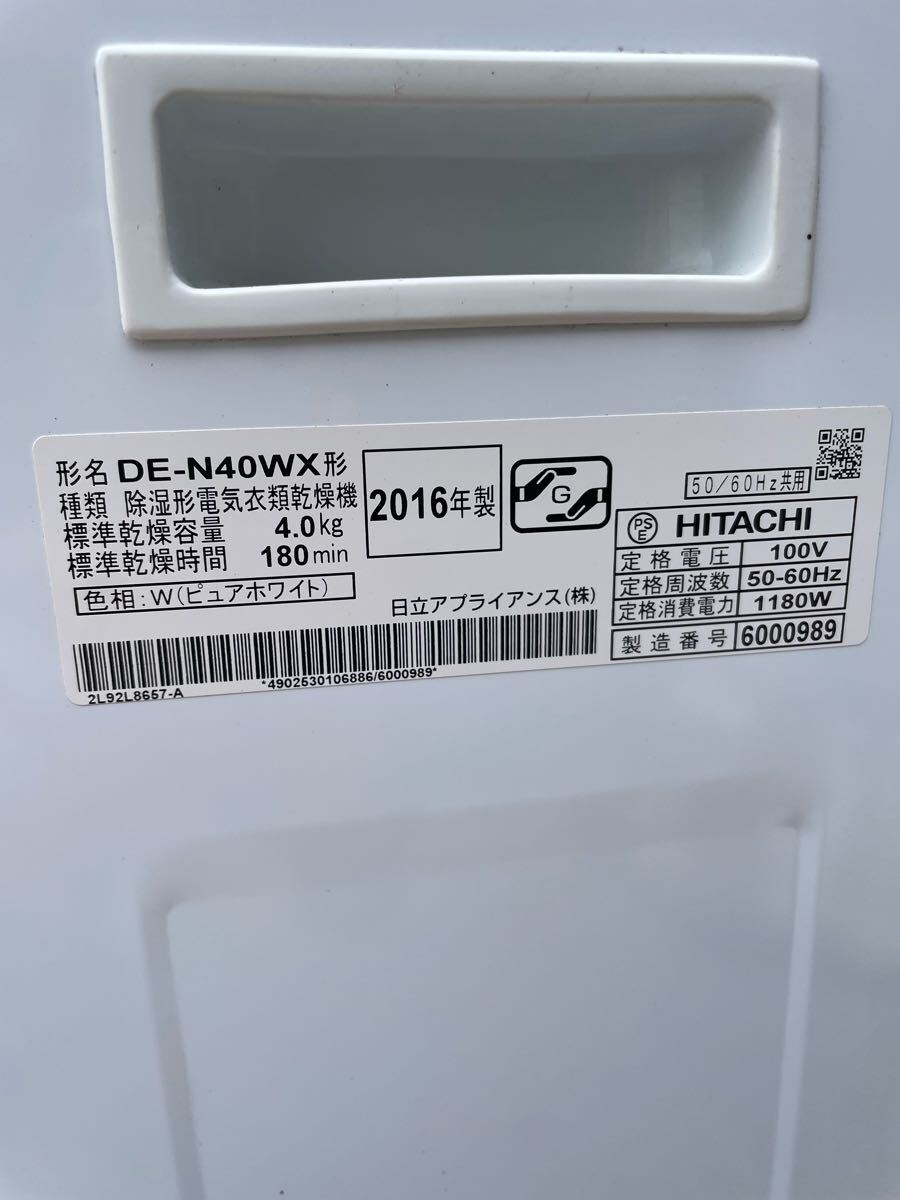 形名 DE-N40WX形
種類 除湿形電気衣類乾燥機
標準乾燥容量 4.0kg
標準乾燥時間 180min
色相:W(ピュアホワイト)
2016年製
G
日立アプライアンス(株)
2L92L8657-A
*4902530106886/6000989*
50/60Hz共用
PSE HITACHI
定格電圧 100V
定格周波数 50-60Hz
定格消費電力 1180W
製造番号 6000989